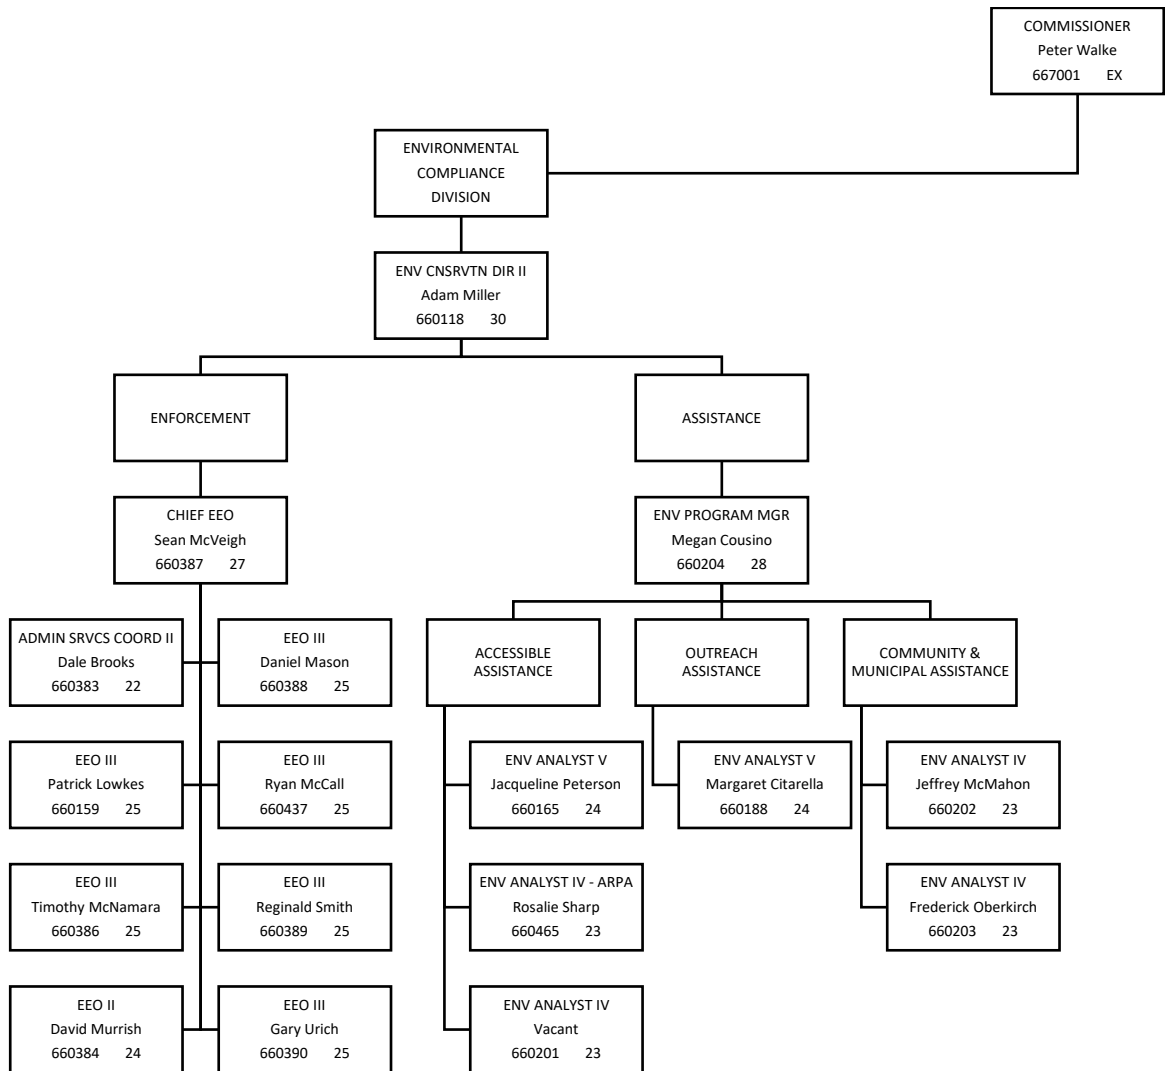 COMMISSIONER
Peter Walke
667001 EX
ENVIRONMENTAL
COMPLIANCE
DIVISION
ENV CNSRVTN DIR II
Adam Miller
660118 30
ENFORCEMENT
ASSISTANCE
CHIEF EEO
Sean McVeigh
660387 27
ENV PROGRAM MGR
Megan Cousino
660204 28
ADMIN SRVCS COORD II
Dale Brooks
660383 22
EEO III
Daniel Mason
660388 25
ACCESSIBLE
ASSISTANCE
OUTREACH
ASSISTANCE
COMMUNITY &
MUNICIPAL ASSISTANCE
EEO III
Patrick Lowkes
660159 25
EEO III
Ryan McCall
660437 25
ENV ANALYST V
Jacqueline Peterson
660165 24
ENV ANALYST V
Margaret Citarella
660188 24
ENV ANALYST IV
Jeffrey McMahon
660202 23
EEO III
Timothy McNamara
660386 25
EEO III
Reginald Smith
660389 25
ENV ANALYST IV - ARPA
Rosalie Sharp
660465 23
ENV ANALYST IV
Frederick Oberkirch
660203 23
EEO II
David Murrish
660384 24
EEO III
Gary Urich
660390 25
ENV ANALYST IV
Vacant
660201 23